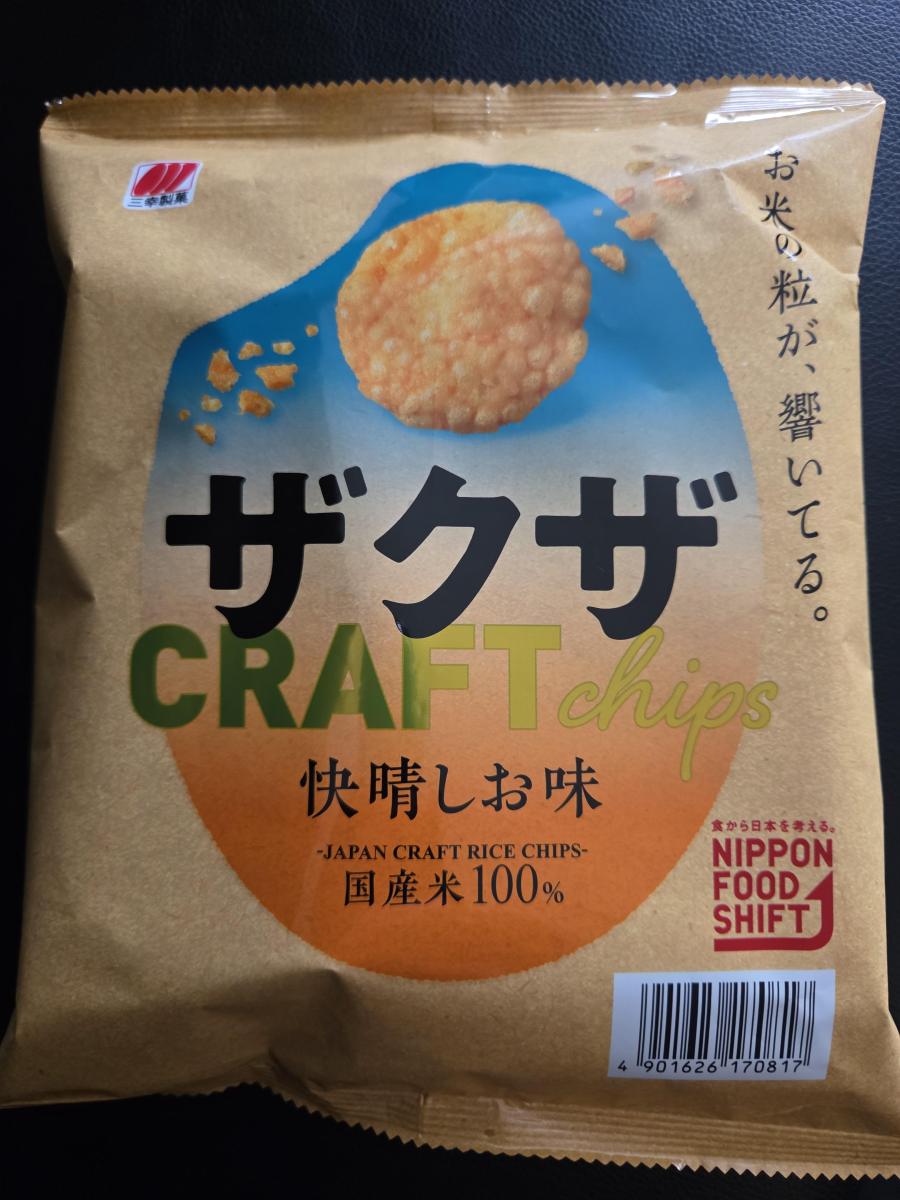 三幸製菓
お米の粒が、響いてる。
ザクザ
CRAFT chips
快晴しお味
-JAPAN CRAFT RICE CHIPS-
国産米100%
食から日本を考える。
NIPPON
FOOD
SHIFT
4 901626 170817